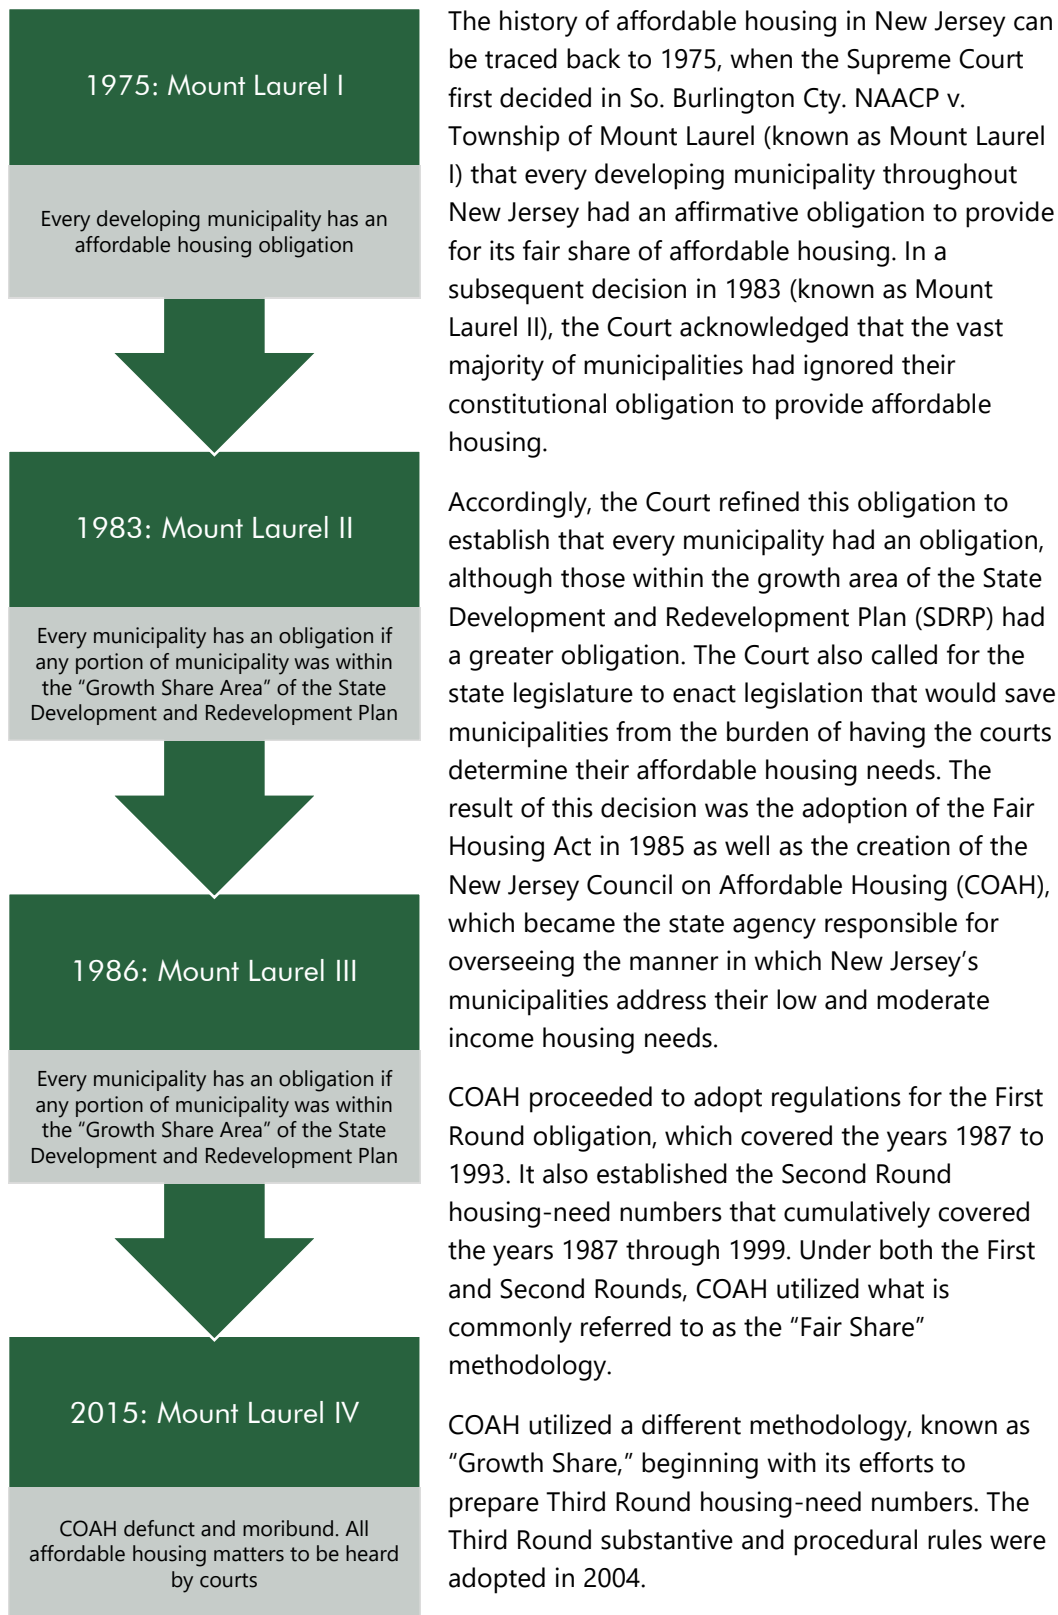 1975: Mount Laurel I
Every developing municipality has an
affordable housing obligation
1983: Mount Laurel II
Every municipality has an obligation if
any portion of municipality was within
the “Growth Share Area” of the State
Development and Redevelopment Plan
1986: Mount Laurel III
Every municipality has an obligation if
any portion of municipality was within
the “Growth Share Area” of the State
Development and Redevelopment Plan
2015: Mount Laurel IV
COAH defunct and moribund. All
affordable housing matters to be heard
by courts
The history of affordable housing in New Jersey can
be traced back to 1975, when the Supreme Court
first decided in So. Burlington Cty. NAACP v.
Township of Mount Laurel (known as Mount Laurel
I) that every developing municipality throughout
New Jersey had an affirmative obligation to provide
for its fair share of affordable housing. In a
subsequent decision in 1983 (known as Mount
Laurel II), the Court acknowledged that the vast
majority of municipalities had ignored their
constitutional obligation to provide affordable
housing.
Accordingly, the Court refined this obligation to
establish that every municipality had an obligation,
although those within the growth area of the State
Development and Redevelopment Plan (SDRP) had
a greater obligation. The Court also called for the
state legislature to enact legislation that would save
municipalities from the burden of having the courts
determine their affordable housing needs. The
result of this decision was the adoption of the Fair
Housing Act in 1985 as well as the creation of the
New Jersey Council on Affordable Housing (COAH),
which became the state agency responsible for
overseeing the manner in which New Jersey’s
municipalities address their low and moderate
income housing needs.
COAH proceeded to adopt regulations for the First
Round obligation, which covered the years 1987 to
1993. It also established the Second Round
housing-need numbers that cumulatively covered
the years 1987 through 1999. Under both the First
and Second Rounds, COAH utilized what is
commonly referred to as the “Fair Share”
methodology.
COAH utilized a different methodology, known as
“Growth Share,” beginning with its efforts to
prepare Third Round housing-need numbers. The
Third Round substantive and procedural rules were
adopted in 2004.